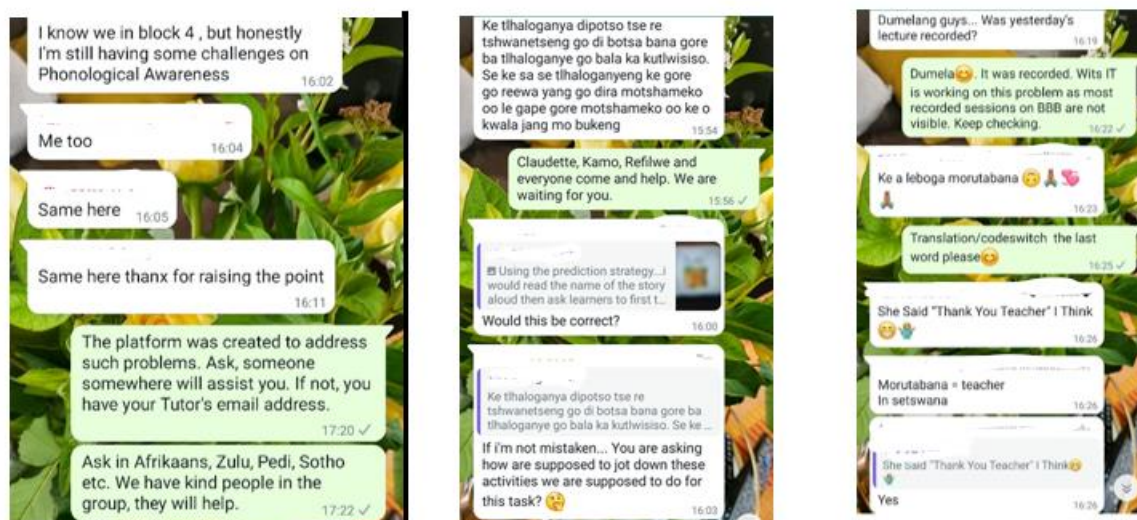 I know we in block 4 , but honestly
I'm still having some challenges on
Phonological Awareness
16:02
Me too
16:04
Same here
16:05
Same here thanx for raising the point
16:11
The platform was created to address
such problems. Ask, someone
somewhere will assist you. If not, you
have your Tutor's email address.
17:20
Ask in Afrikaans, Zulu, Pedi, Sotho
etc. We have kind people in the
group, they will help.
17:22
Ke tlhaloganya dipotso tse re
tshwanetseng go di botsa bana gore
ba tlhaloganye go bala ka kutlwisiso.
Se ke sa se tlhaloganyeng ke gore
go reewa yang go dira motshameko
oo le gape gore motshameko oo ke o
kwala jang mo bukeng
15:54
Claudette, Kamo, Refilwe and
everyone come and help. We are
waiting for you.
15:56
Using the prediction strategy...i
would read the name of the story
aloud then ask learners to first t...
Would this be correct?
16:00
Ke tlhaloganya dipotso tse re
tshwanetseng go di botsa bana gore ba
tlhaloganye go bala ka kutlwisiso. Se ke ...
If i'm not mistaken... You are asking
how are supposed to jot down these
activities we are supposed to do for
this task? 🤔
16:03
Dumelang guys... Was yesterday's
lecture recorded?
16:19
Dumela😊. It was recorded. Wits IT
is working on this problem as most
recorded sessions on BBB are not
visible. Keep checking.
16:22
Ke a leboga morutabana
16:23
Translation/codeswitch the last
word please😊
16:25
She Said "Thank You Teacher" I Think
16:26
Morutabana = teacher
In setswana
16:26
She Said "Thank You Teacher" I Think
Yes
16:26